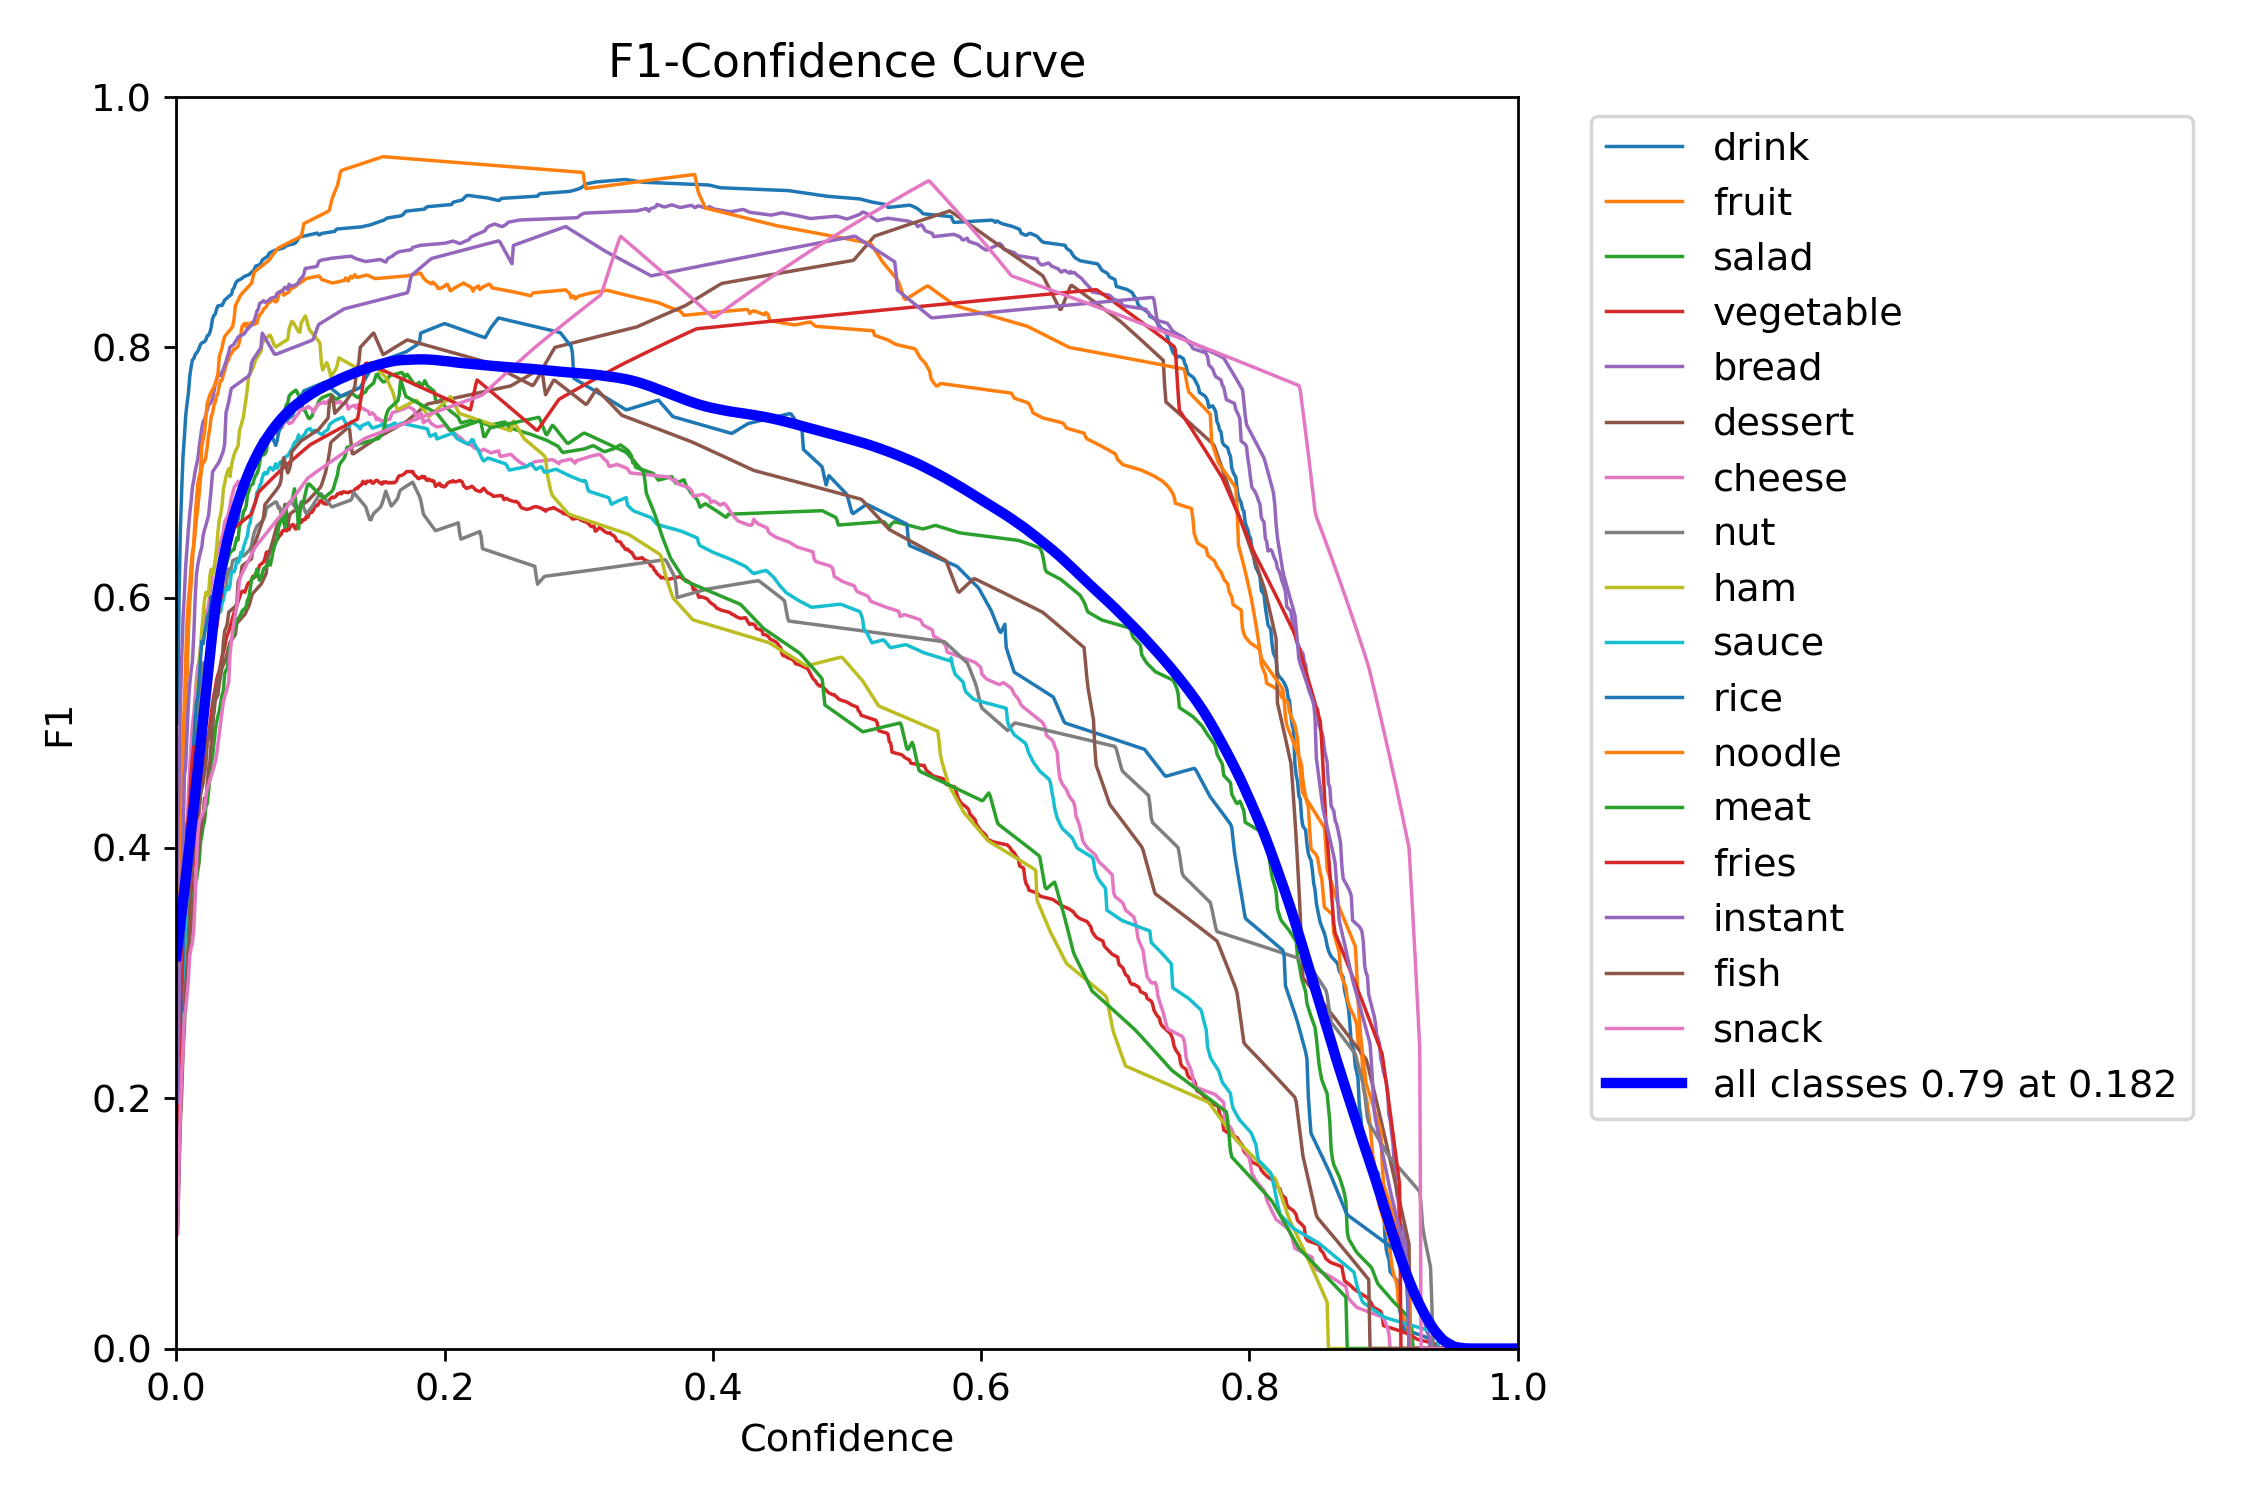 F1-Confidence Curve
1.0
0.8
0.6
0.4
0.2
0.0
F1
0.0 0.2 0.4 0.6 0.8 1.0
Confidence
drink
fruit
salad
vegetable
bread
dessert
cheese
nut
ham
sauce
rice
noodle
meat
fries
instant
fish
snack
all classes 0.79 at 0.182